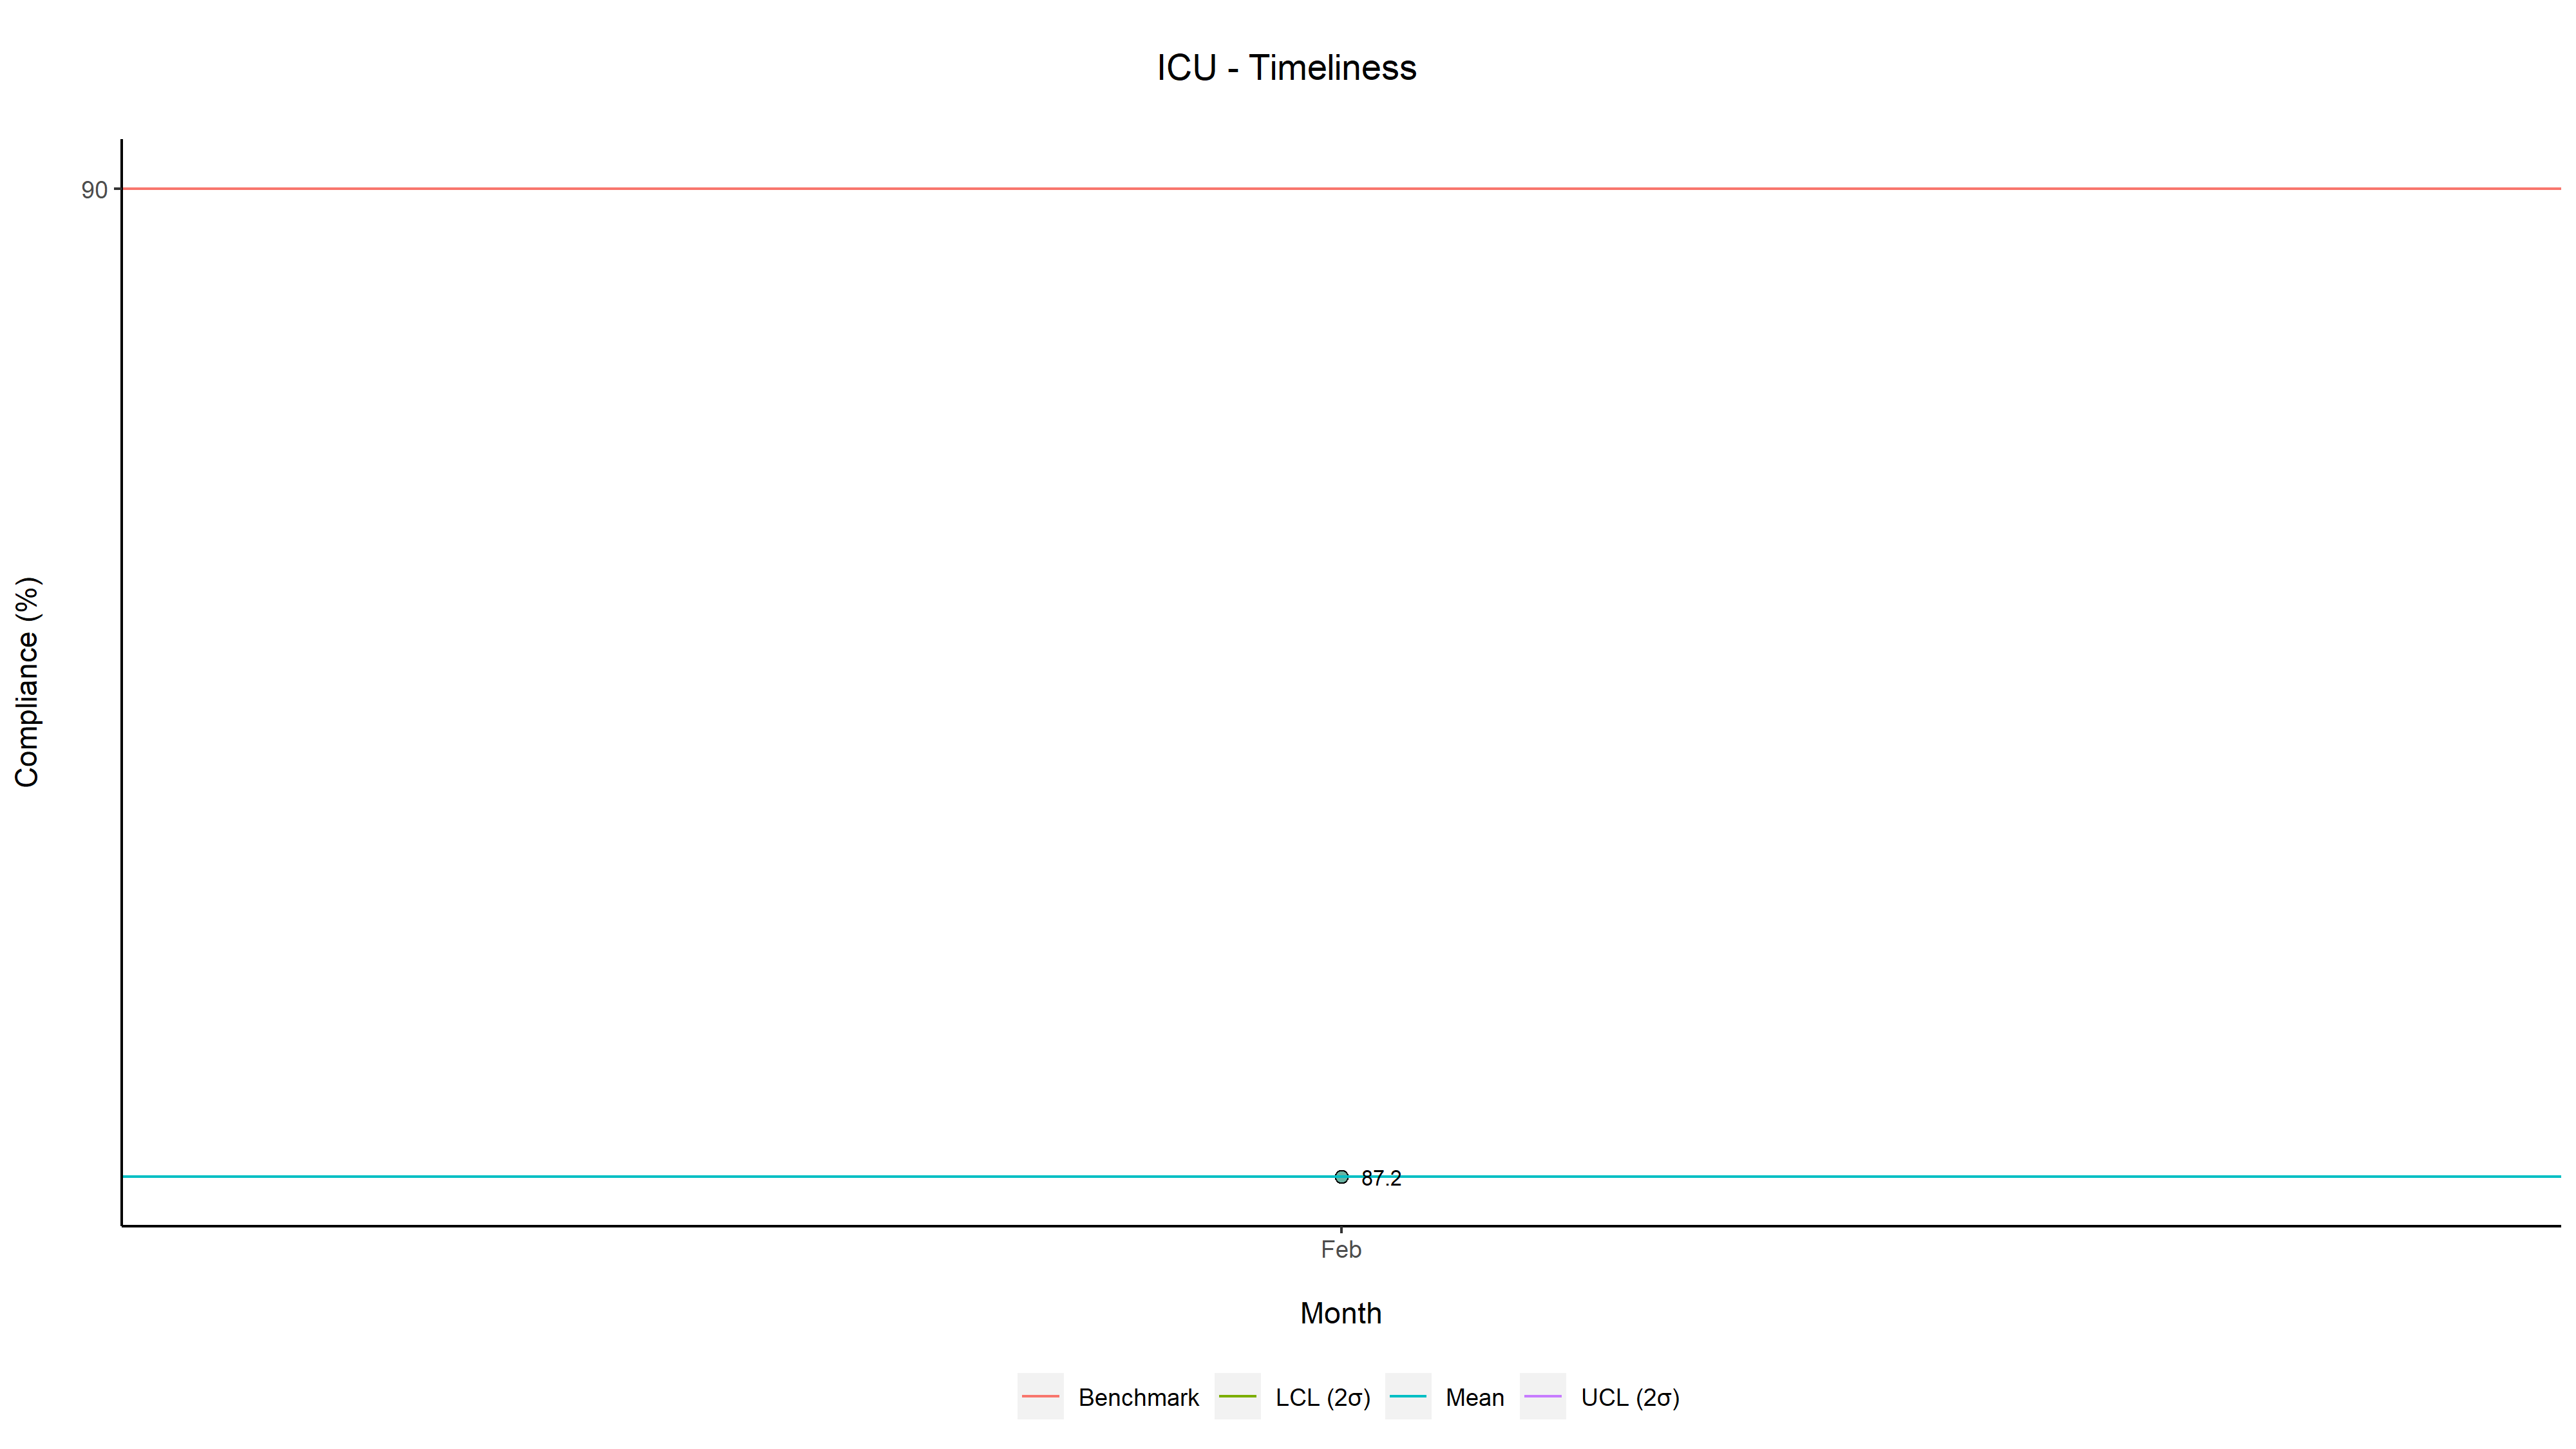 ICU - Timeliness
90
Compliance (%)
87.2
Feb
Month
Benchmark LCL (2σ) Mean UCL (2σ)